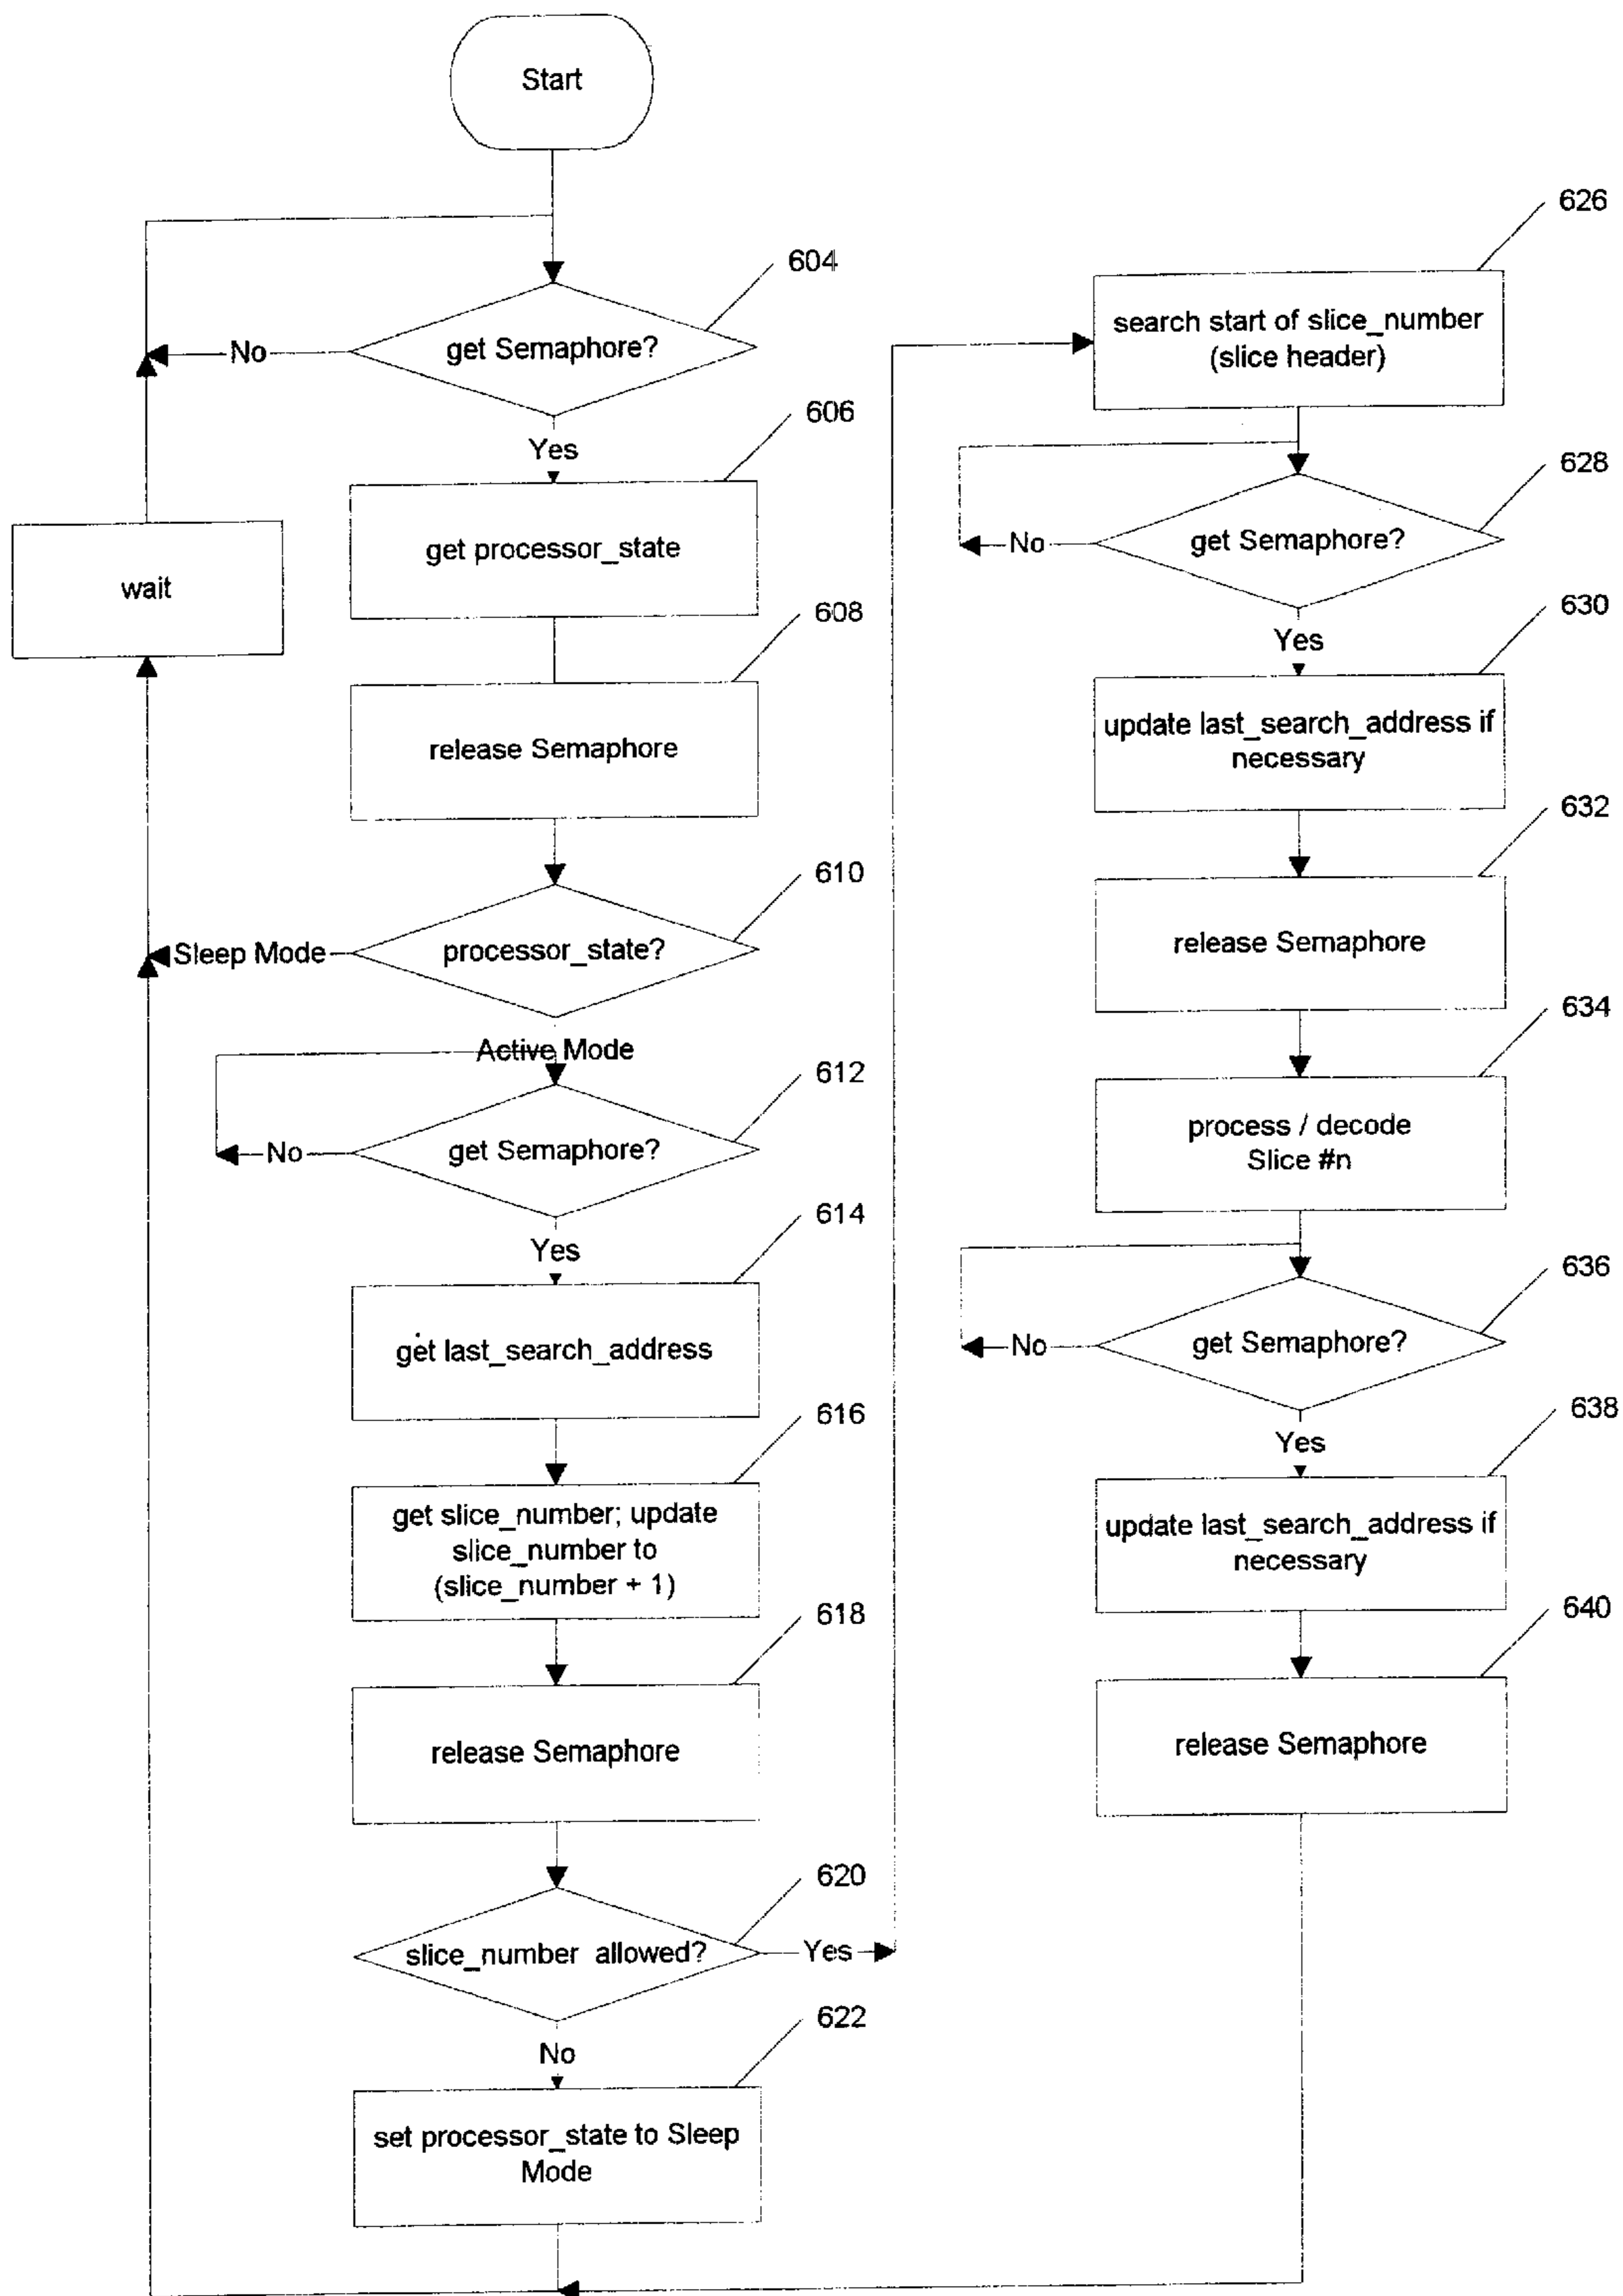 Start
604
get Semaphore?
No
606
Yes
get processor_state
wait
608
release Semaphore
610
processor_state?
Sleep Mode
Active Mode
612
get Semaphore?
No
614
Yes
get last_search_address
616
get slice_number; update
slice_number to
(slice_number + 1)
618
release Semaphore
620
slice_number allowed?
Yes
622
No
set processor_state to Sleep
Mode
626
search start of slice_number
(slice header)
628
get Semaphore?
No
630
Yes
update last_search_address if
necessary
632
release Semaphore
634
process / decode
Slice #n
636
get Semaphore?
No
638
Yes
update last_search_address if
necessary
640
release Semaphore